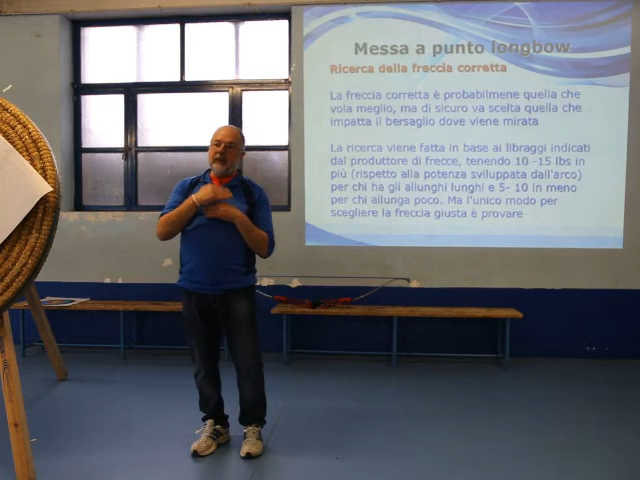 Messa a punto longbow
Ricerca della freccia corretta
La freccia corretta è probabilmene quella che
vola meglio, ma di sicuro va scelta quella che
impatta il bersaglio dove viene mirata
La ricerca viene fatta in base ai libraggi indicati
dal produttore di frecce, tenendo 10 -15 lbs in
più (rispetto alla potenza sviluppata dall'arco)
per chi ha gli allunghi lunghi e 5- 10 in meno
per chi allunga poco. Ma l'unico modo per
scegliere la freccia giusta è provare